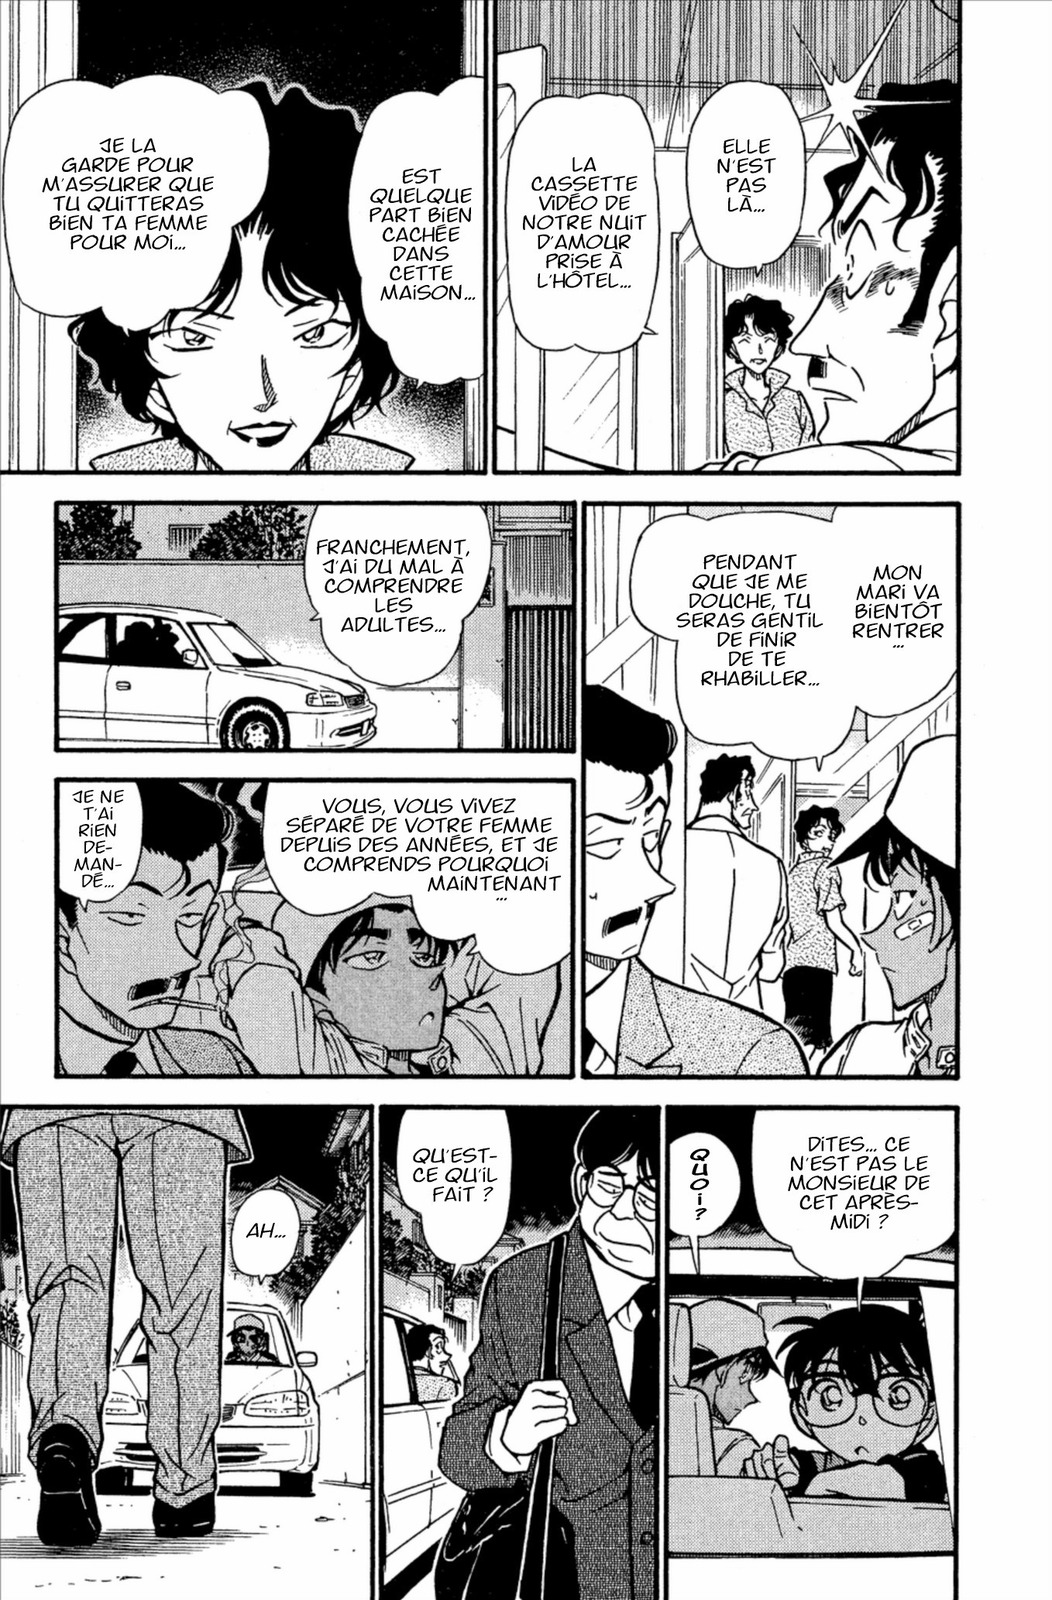 ELLE
N'EST
PAS
LÀ...
LA
CASSETTE
VIDÉO DE
NOTRE NUIT
D'AMOUR
PRISE À
L'HÔTEL...
EST
QUELQUE
PART BIEN
CACHÉE
DANS
CETTE
MAISON...
JE LA
GARDE POUR
M'ASSURER QUE
TU QUITTERAS
BIEN TA FEMME
POUR MOI...
MON
MARI VA
BIENTÔT
RENTRER
...
PENDANT
QUE JE ME
DOUCHE, TU
SERAS GENTIL
DE FINIR
DE TE
RHABILLER...
FRANCHEMENT,
J'AI DU MAL À
COMPRENDRE
LES
ADULTES...
VOUS, VOUS VIVEZ
SÉPARÉ DE VOTRE FEMME
DEPUIS DES ANNÉES, ET JE
COMPRENDS POURQUOI
MAINTENANT
...
JE NE
T'AI
RIEN
DE-
MAN-
DÉ...
DITES... CE
N'EST PAS LE
MONSIEUR DE
CET APRÈS-
MIDI ?
QUOI?
QU'EST-
CE QU'IL
FAIT ?
AH...